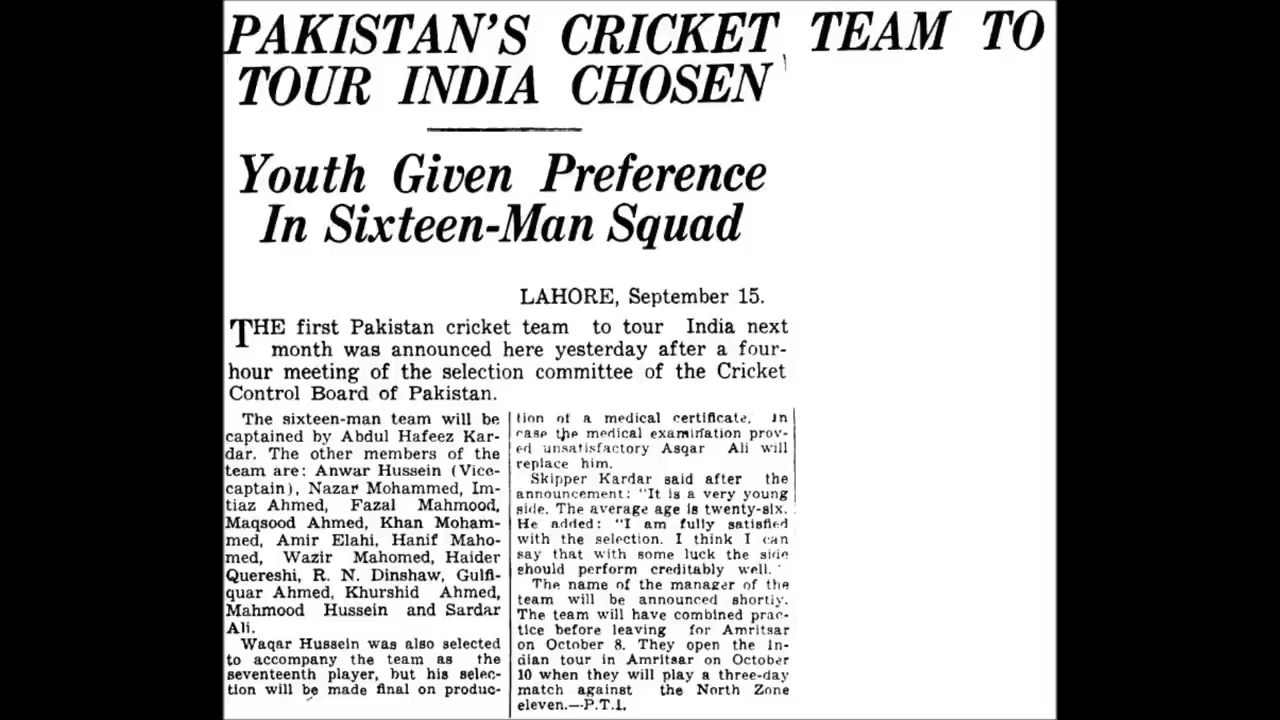 PAKISTAN'S CRICKET TEAM TO
TOUR INDIA CHOSEN
Youth Given Preference
In Sixteen-Man Squad
LAHORE, September 15.
THE first Pakistan cricket team to tour India next
month was announced here yesterday after a four-
hour meeting of the selection committee of the Cricket
Control Board of Pakistan.
The sixteen-man team will be
captained by Abdul Hafeez Kar-
dar. The other members of the
team are: Anwar Hussein (Vice-
captain), Nazar Mohammed, Im-
tiaz Ahmed, Fazal Mahmood,
Maqsood Ahmed, Khan Moham-
med, Amir Elahi, Hanif Maho-
med, Wazir Mahomed, Haider
Quereshi, R. N. Dinshaw, Gulfi-
quar Ahmed, Khurshid Ahmed,
Mahmood Hussein and Sardar
Ali.
Waqar Hussein was also selected
to accompany the team as the
seventeenth player, but his selec-
tion will be made final on produc-
tion of a medical certificate, in
case the medical examination prov-
ed unsatisfactory Asqar Ali will
replace him.
Skipper Kardar said after the
announcement: "It is a very young
side. The average age is twenty-six.
He added: "I am fully satisfied
with the selection. I think I can
say that with some luck the side
should perform creditably well.'
The name of the manager of the
team will be announced shortly.
The team will have combined prac-
tice before leaving for Amritsar
on October 8. They open the In-
dian tour in Amritsar on October
10 when they will play a three-day
match against the North Zone
eleven.—P.T.I.